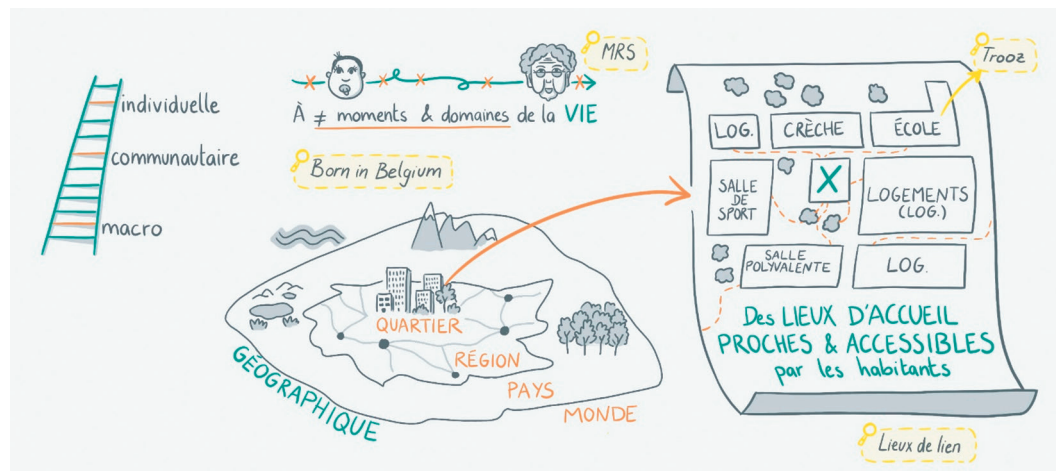 individuelle
communautaire
macro
MRS
À ≠ moments & domaines de la VIE
Born in Belgium
QUARTIER
RÉGION
PAYS
MONDE
GÉOGRAPHIQUE
Trooz
LOG.
CRÈCHE
ÉCOLE
SALLE
DE
SPORT
X
LOGEMENTS
(LOG.)
SALLE
POLYVALENTE
LOG.
Des LIEUX D'ACCUEIL
PROCHES & ACCESSIBLES
par les habitants
Lieux de lien